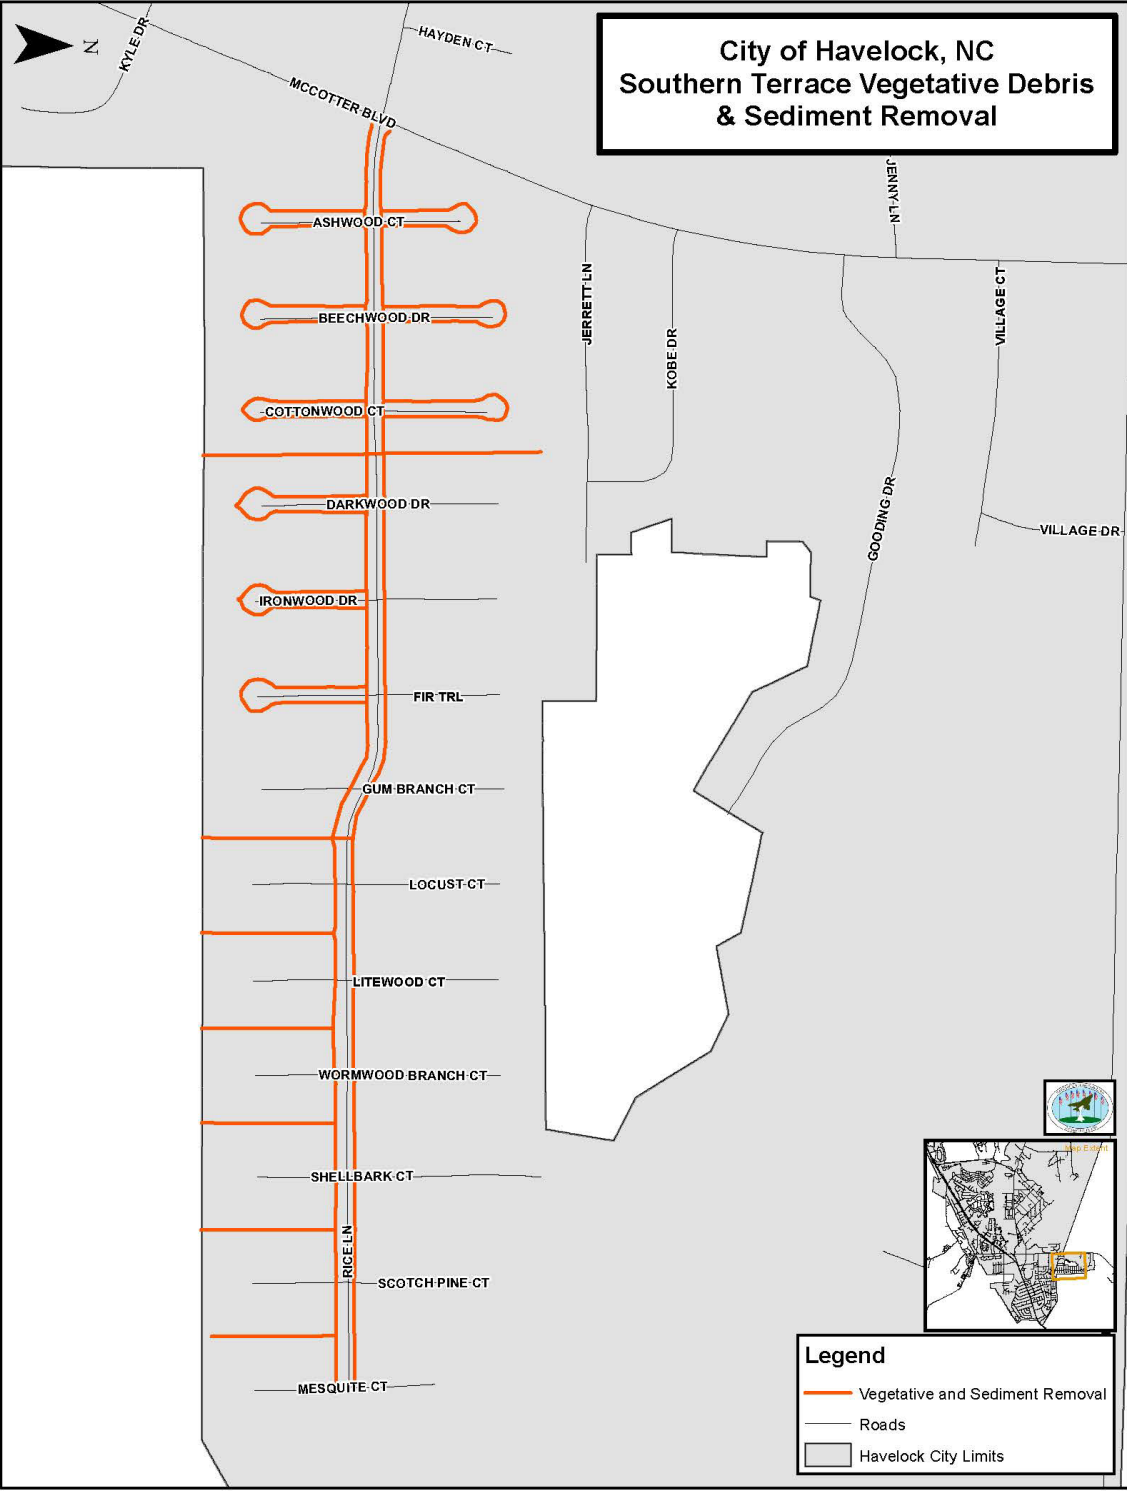 City of Havelock, NC
Southern Terrace Vegetative Debris
& Sediment Removal
N
KYLE DR
HAYDEN CT
MCCOTTER BLVD
JENNY LN
ASHWOOD CT
JERRETT LN
VILLAGE CT
BEECHWOOD DR
KOBE DR
COTTONWOOD CT
DARKWOOD DR
GOODING DR
VILLAGE DR
IRONWOOD DR
FIR TRL
GUM BRANCH CT
LOCUST CT
LITEWOOD CT
WORMWOOD BRANCH CT
SHELLBARK CT
RICE LN
SCOTCH PINE CT
MESQUITE CT
Map Extent
Legend
Vegetative and Sediment Removal
Roads
Havelock City Limits